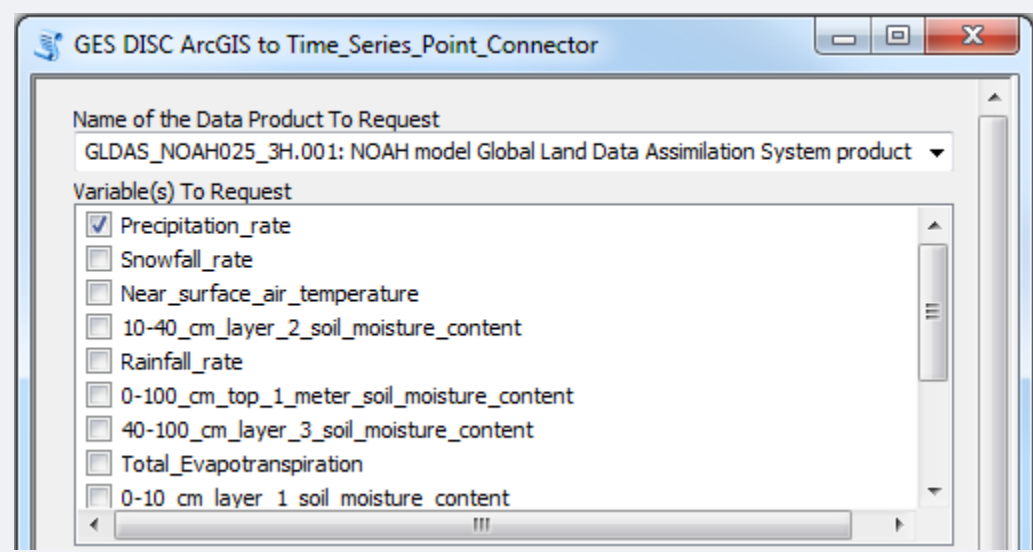 GES DISC ArcGIS to Time_Series_Point_Connector
Name of the Data Product To Request
GLDAS_NOAH025_3H.001: NOAH model Global Land Data Assimilation System product
Variable(s) To Request
Precipitation_rate
Snowfall_rate
Near_surface_air_temperature
10-40_cm_layer_2_soil_moisture_content
Rainfall_rate
0-100_cm_top_1_meter_soil_moisture_content
40-100_cm_layer_3_soil_moisture_content
Total_Evapotranspiration
0-10_cm_layer_1_soil_moisture_content